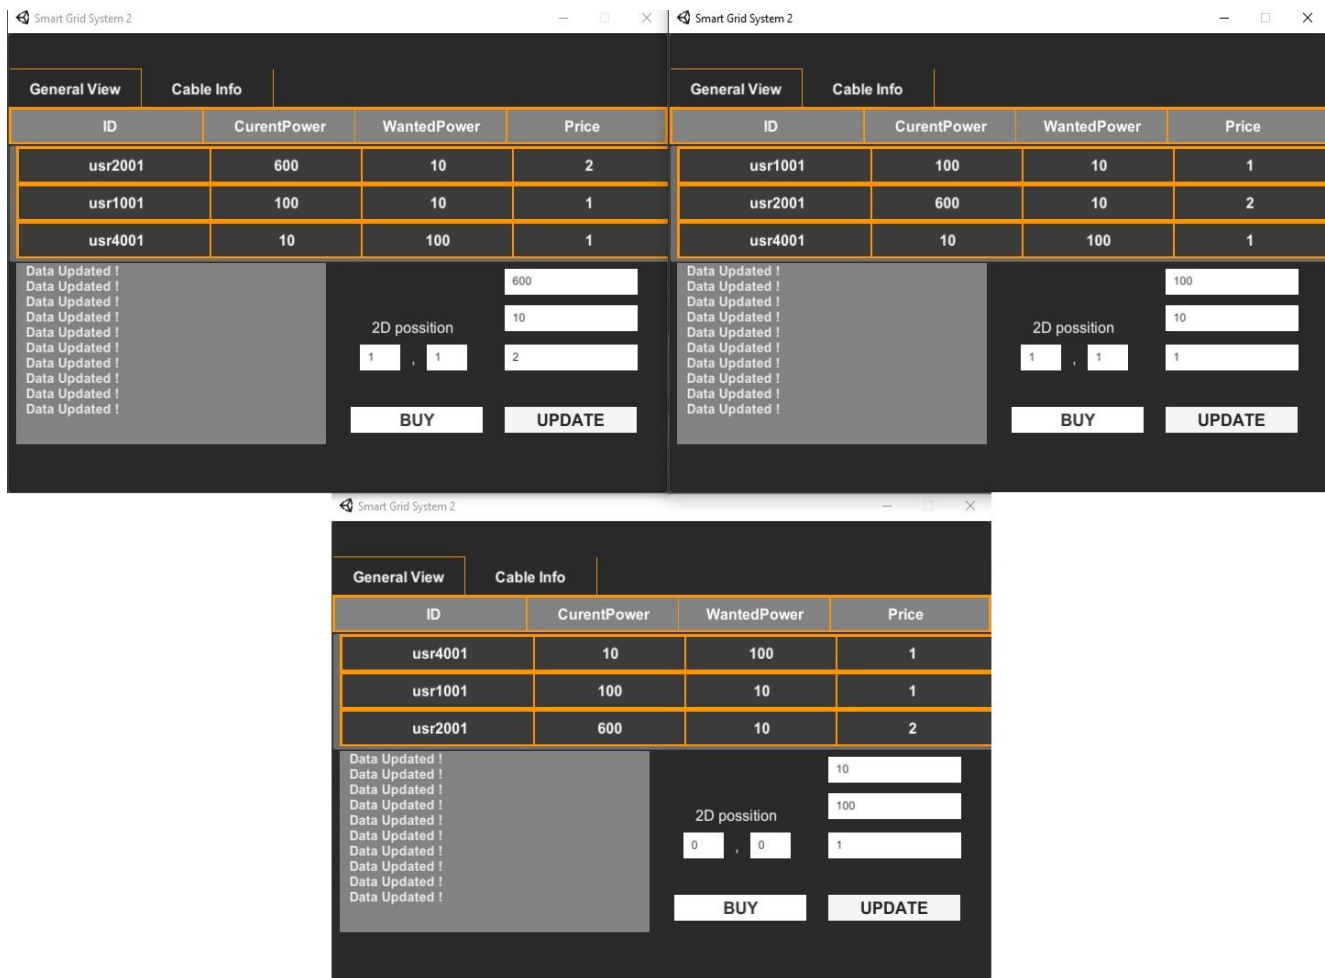 Smart Grid System 2
General View Cable Info
ID CurentPower WantedPower Price
usr2001 600 10 2
usr1001 100 10 1
usr4001 10 100 1
Data Updated !
Data Updated !
Data Updated !
Data Updated !
Data Updated !
Data Updated !
Data Updated !
Data Updated !
Data Updated !
Data Updated !
600
10
2D possition
1 , 1
2
BUY UPDATE
Smart Grid System 2
General View Cable Info
ID CurentPower WantedPower Price
usr1001 100 10 1
usr2001 600 10 2
usr4001 10 100 1
Data Updated !
Data Updated !
Data Updated !
Data Updated !
Data Updated !
Data Updated !
Data Updated !
Data Updated !
Data Updated !
Data Updated !
100
10
2D possition
1 , 1
1
BUY UPDATE
Smart Grid System 2
General View Cable Info
ID CurentPower WantedPower Price
usr4001 10 100 1
usr1001 100 10 1
usr2001 600 10 2
Data Updated !
Data Updated !
Data Updated !
Data Updated !
Data Updated !
Data Updated !
Data Updated !
Data Updated !
Data Updated !
Data Updated !
10
100
2D possition
0 , 0
1
BUY UPDATE